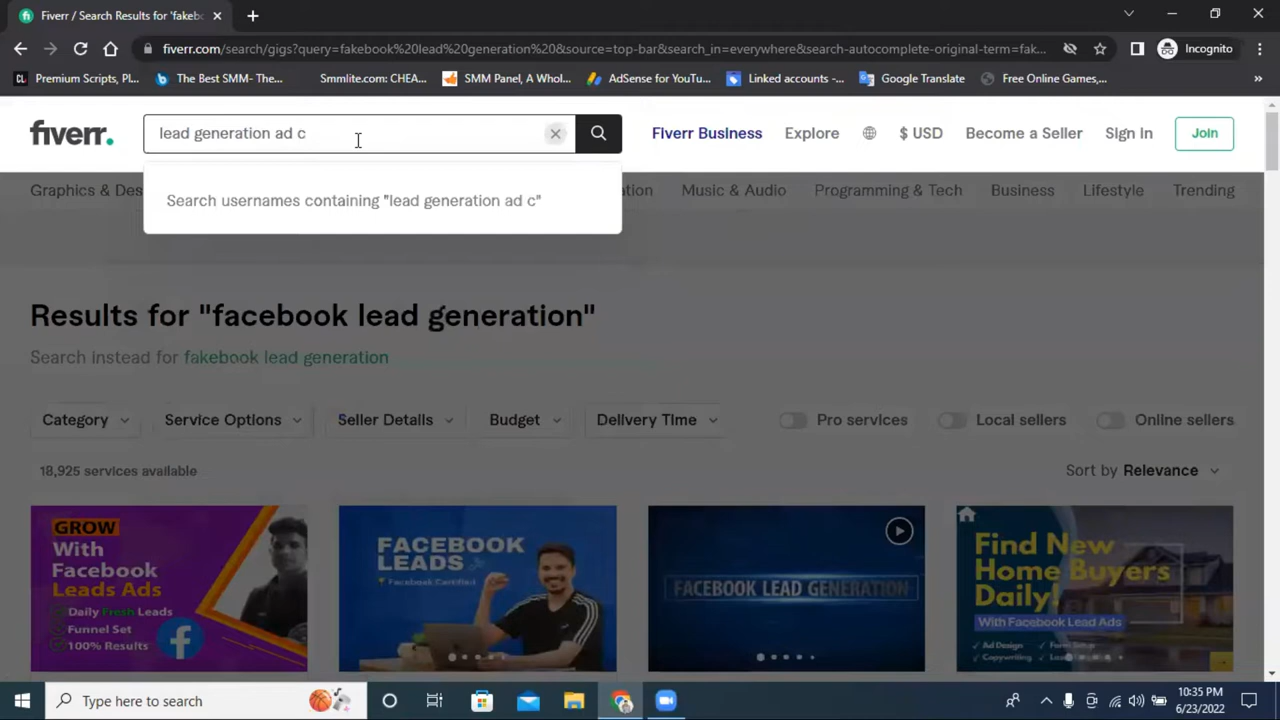 Fiverr / Search Results for 'fakeb
fiverr.com/search/gigs?query=fakebook%20lead%20generation%20&source=top-bar&search_in=everywhere&search-autocomplete-original-term=fak...
Incognito
Premium Scripts, Pl...
The Best SMM- The...
Smmlite.com: CHEA...
SMM Panel, A Whol...
AdSense for YouTu...
Linked accounts -...
Google Translate
Free Online Games,...
fiverr.
lead generation ad c
Fiverr Business
Explore
$ USD
Become a Seller
Sign In
Join
Search usernames containing "lead generation ad c"
Graphics & Des
ation
Music & Audio
Programming & Tech
Business
Lifestyle
Trending
Results for "facebook lead generation"
Search instead for fakebook lead generation
Category
Service Options
Seller Details
Budget
Delivery Time
Pro services
Local sellers
Online sellers
18,925 services available
Sort by Relevance
GROW
With
Facebook
Leads Ads
Daily Fresh Leads
Funnel Set
100% Results
FACEBOOK
LEADS
Facebook Certified
FACEBOOK LEAD GENERATION
Find New
Home Buyers
Daily!
With Facebook Lead Ads
Ad Design
Copywriting
Type here to search
10:35 PM
6/23/2022